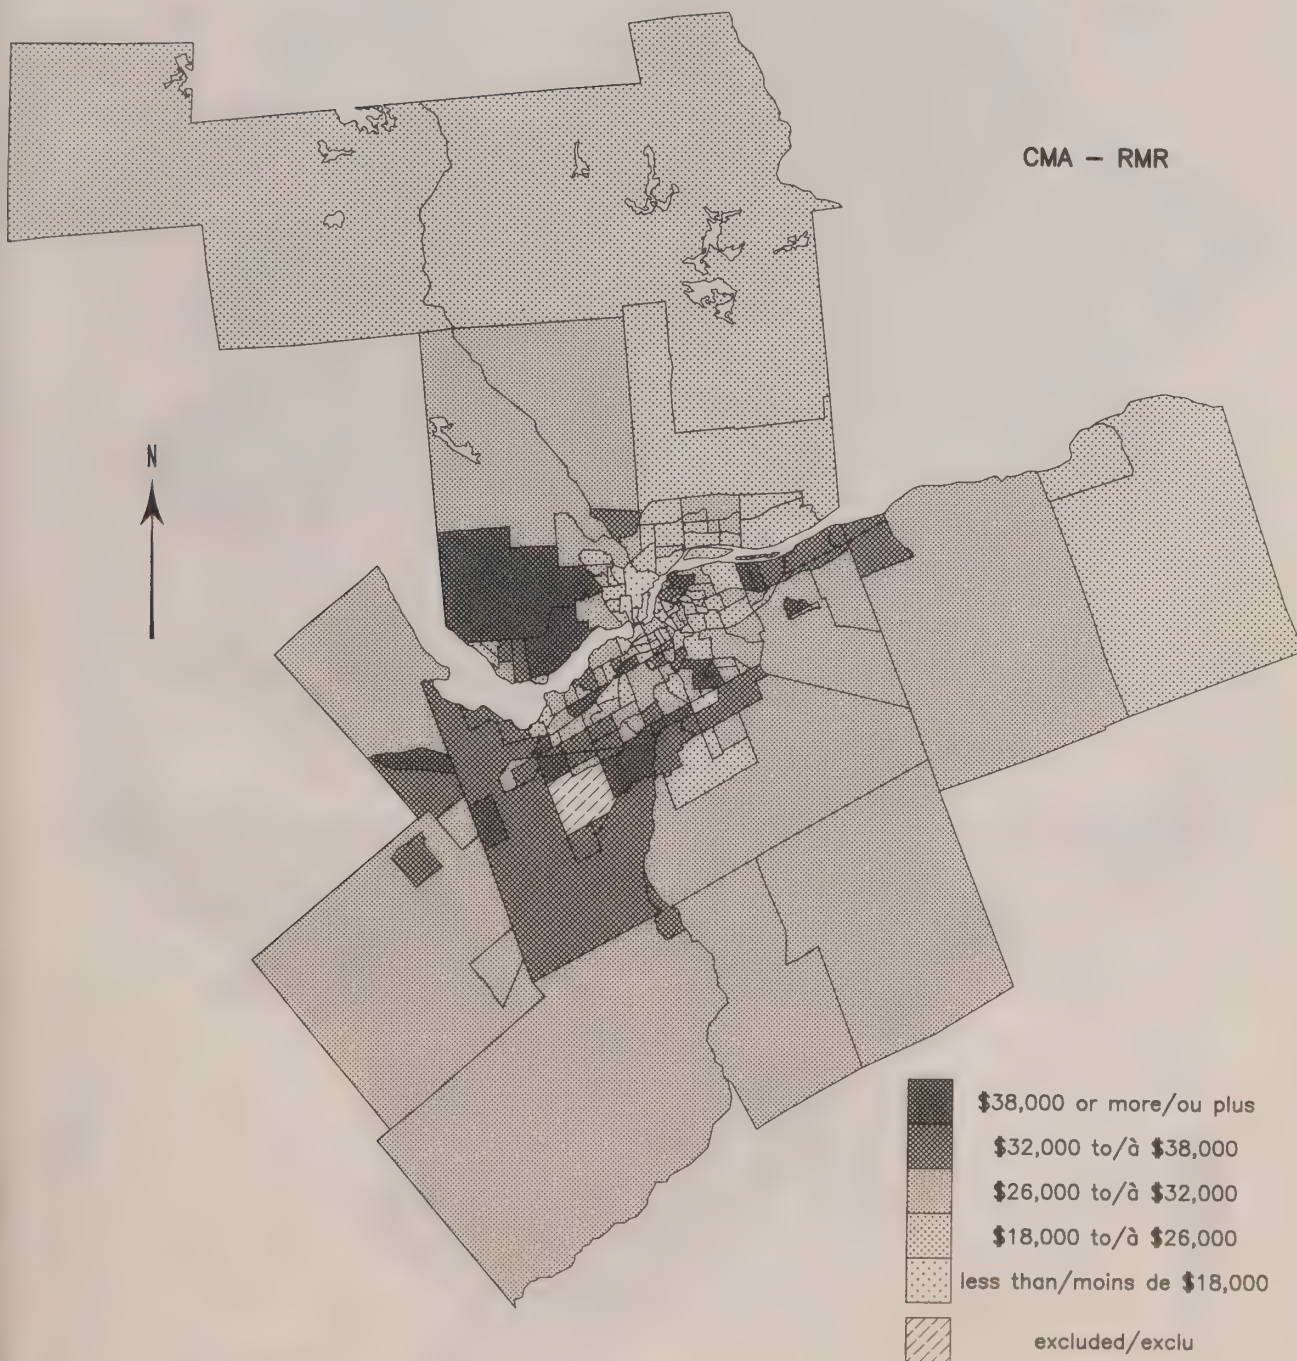 CMA – RMR
N
$38,000 or more/ou plus
$32,000 to/à $38,000
$26,000 to/à $32,000
$18,000 to/à $26,000
less than/moins de $18,000
excluded/exclu